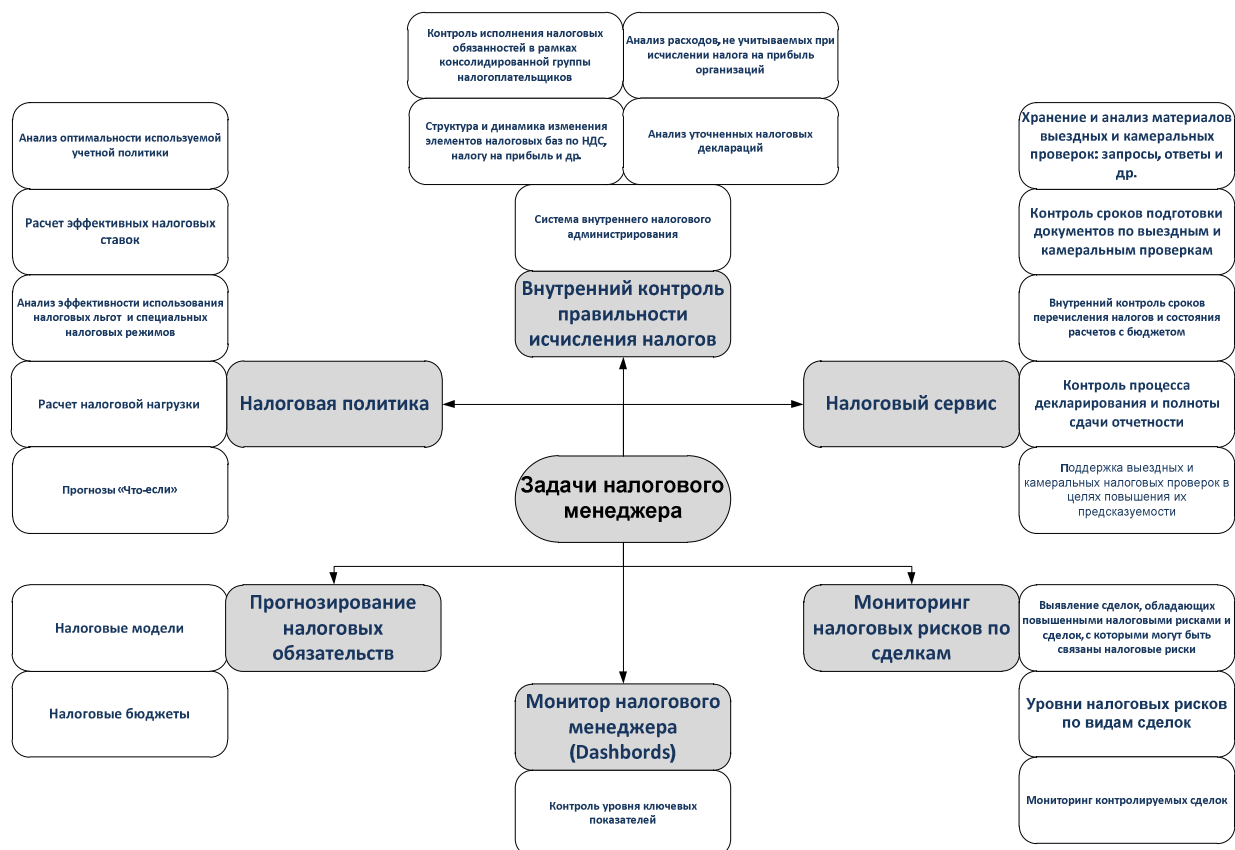 Контроль исполнения налоговых
обязанностей в рамках
консолидированной группы
налогоплательщиков
Анализ расходов, не учитываемых при
исчислении налога на прибыль
организаций
Структура и динамика изменения
элементов налоговых баз по НДС,
налогу на прибыль и др.
Анализ уточненных налоговых
деклараций
Система внутреннего налогового
администрирования
Внутренний контроль
правильности
исчисления налогов
Анализ оптимальности используемой
учетной политики
Расчет эффективных налоговых
ставок
Анализ эффективности использования
налоговых льгот и специальных
налоговых режимов
Расчет налоговой нагрузки
Прогнозы «Что-если»
Налоговая политика
Налоговый сервис
Хранение и анализ материалов
выездных и камеральных
проверок: запросы, ответы и
др.
Контроль сроков подготовки
документов по выездным и
камеральным проверкам
Внутренний контроль сроков
перечисления налогов и состояния
расчетов с бюджетом
Контроль процесса
декларирования и полноты
сдачи отчетности
Поддержка выездных и
камеральных налоговых проверок в
целях повышения их
предсказуемости
Задачи налогового
менеджера
Налоговые модели
Налоговые бюджеты
Прогнозирование
налоговых
обязательств
Монитор налогового
менеджера
(Dashbords)
Контроль уровня ключевых
показателей
Мониторинг
налоговых рисков по
сделкам
Выявление сделок, обладающих
повышенными налоговыми рисками и
сделок, с которыми могут быть
связаны налоговые риски
Уровни налоговых рисков
по видам сделок
Мониторинг контролируемых сделок